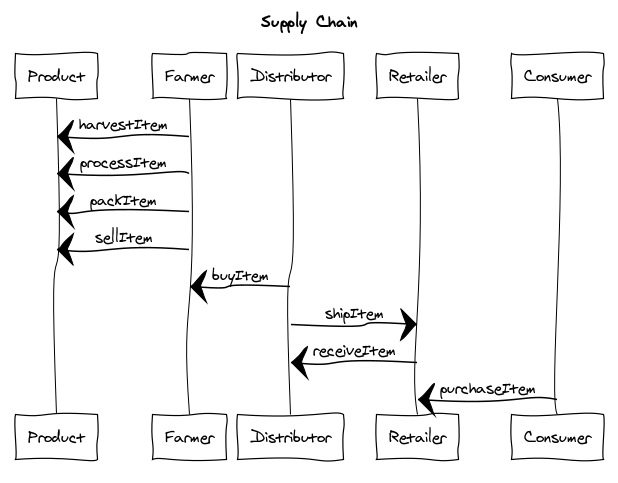 Supply Chain
Product Farmer Distributor Retailer Consumer
harvestItem
processItem
packItem
sellItem
buyItem
shipItem
receiveItem
purchaseItem
Product Farmer Distributor Retailer Consumer